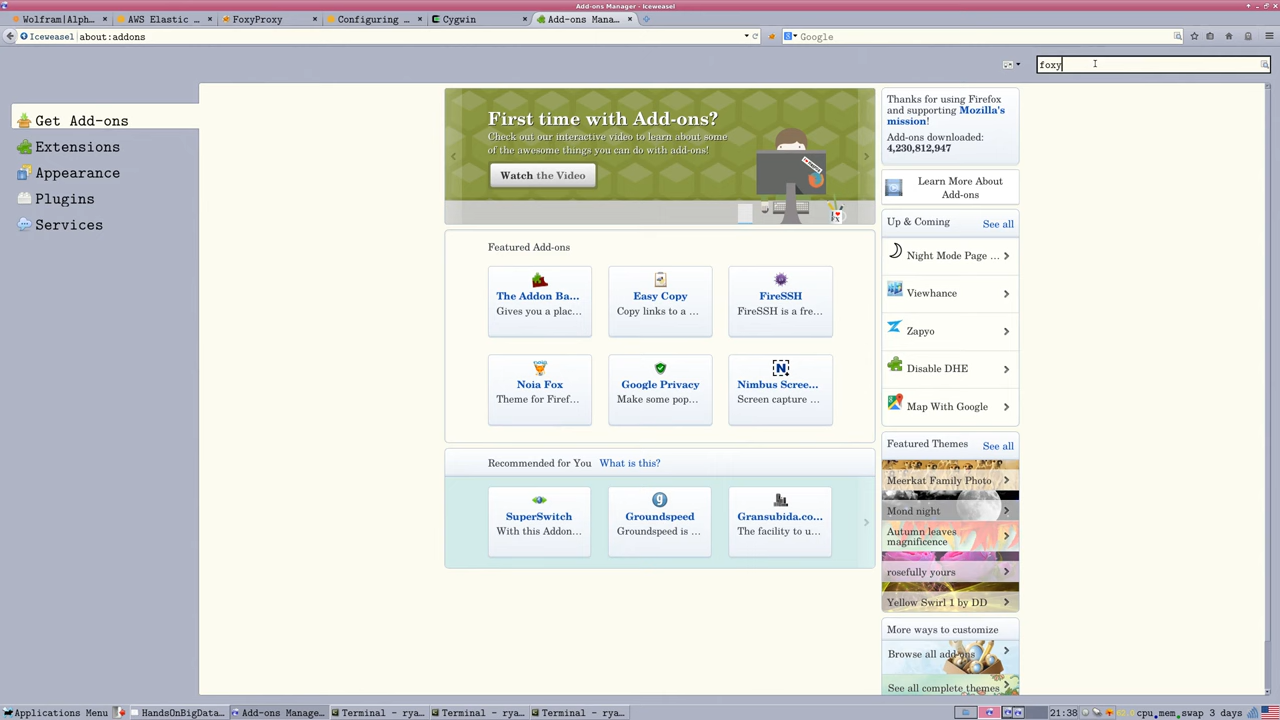 Add-ons Manager - Iceweasel
Wolfram|Alph...
AWS Elastic ...
FoxyProxy
Configuring ...
Cygwin
Add-ons Mana...
Iceweasel
about:addons
Google
foxy
Get Add-ons
Extensions
Appearance
Plugins
Services
First time with Add-ons?
Check out our interactive video to learn about some
of the awesome things you can do with add-ons!
Watch the Video
Featured Add-ons
The Addon Ba...
Gives you a plac...
Easy Copy
Copy links to a ...
FireSSH
FireSSH is a fre...
Noia Fox
Theme for Firef...
Google Privacy
Make some pop...
Nimbus Scree...
Screen capture ...
Recommended for You What is this?
SuperSwitch
With this Addon...
Groundspeed
Groundspeed is ...
Gransubida.co...
The facility to u...
Thanks for using Firefox
and supporting Mozilla's
mission!
Add-ons downloaded:
4,230,812,947
Learn More About
Add-ons
Up & Coming See all
Night Mode Page ...
Viewhance
Zapyo
Disable DHE
Map With Google
Featured Themes See all
Meerkat Family Photo
Mond night
Autumn leaves
magnificence
rosefully yours
Yellow Swirl 1 by DD
More ways to customize
Browse all add-ons
See all complete themes
Applications Menu
HandsOnBigData...
Add-ons Manage...
Terminal - rya...
Terminal - rya...
Terminal - rya...
21:38
cpu mem swap 3 days